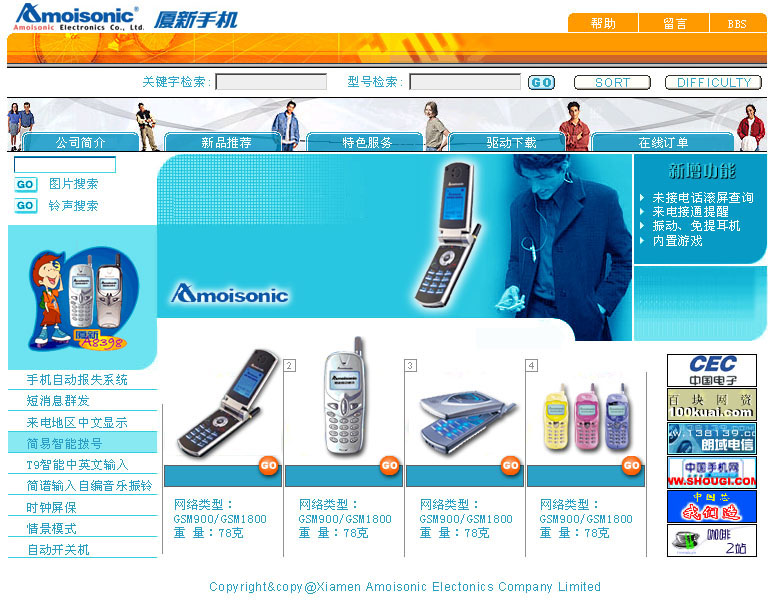 Amoisonic® 厦新手机
Amoisonic Electronics Co., Ltd.
帮助 留言 BBS
关键字检索: 型号检索: GO SORT DIFFICULTY
公司简介 新品推荐 特色服务 驱动下载 在线订单
GO 图片搜索
GO 铃声搜索
Amoisonic
新增功能
未接电话滚屏查询
来电接通提醒
振动、免提耳机
内置游戏
厦新
A8398
手机自动报失系统
短消息群发
来电地区中文显示
简易智能拨号
T9智能中英文输入
简谱输入自编音乐振铃
时钟屏保
情景模式
自动开关机
2 3 4
GO GO GO GO
网络类型: 网络类型: 网络类型: 网络类型:
GSM900/GSM1800 GSM900/GSM1800 GSM900/GSM1800 GSM900/GSM1800
重 量:78克 重 量:78克 重 量:78克 重 量:78克
CEC
中国电子
百块网资
100kuai.com
w.138139.c
朗域电信
中国手机网
WW.SHOUGI.COM
中国芯
我们造
咖啡
2站
Copyright&copy@Xiamen Amoisonic Electonics Company Limited